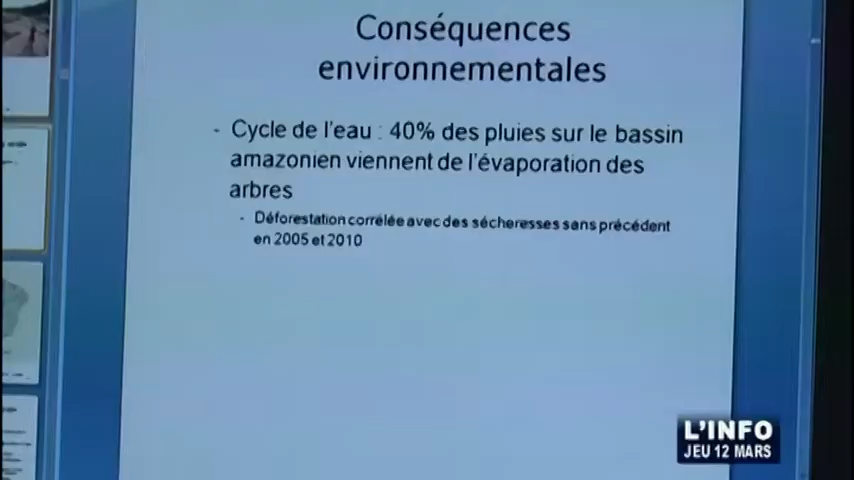 Conséquences
environnementales
- Cycle de l'eau : 40% des pluies sur le bassin
amazonien viennent de l'évaporation des
arbres
- Déforestation corrélée avec des sécheresses sans précédent
en 2005 et 2010
L'INFO
JEU 12 MARS